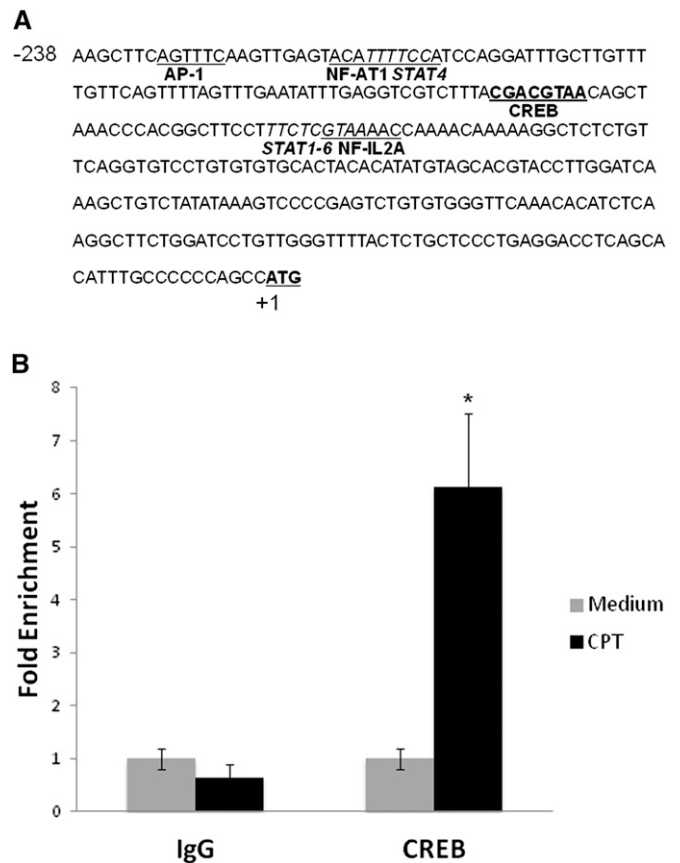 A
-238 AAGCTTCAGTTTCAAGTTGAGTACATTTTCCATCCAGGATTTGCTTGTTT
AP-1 NF-AT1 STAT4
TGTTCAGTTTTAGTTTGAATATTTGAGGTCGTCTTTACGACGTAACAGCT
CREB
AAACCCACGGCTTCCTTTCTCGTAAAACCAAAACAAAAAGGCTCTCTGT
STAT1-6 NF-IL2A
TCAGGTGTCCTGTGTGTGCACTACACATATGTAGCACGTACCTTGGATCA
AAGCTGTCTATATAAAGTCCCCGAGTCTGTGTGGGTTCAAACACATCTCA
AGGCTTCTGGATCCTGTTGGGTTTTACTCTGCTCCCTGAGGACCTCAGCA
CATTTGCCCCCCAGCCATG
+1
B
8
7
6
5
4
3
2
1
0
Fold Enrichment
*
Medium
CPT
IgG CREB